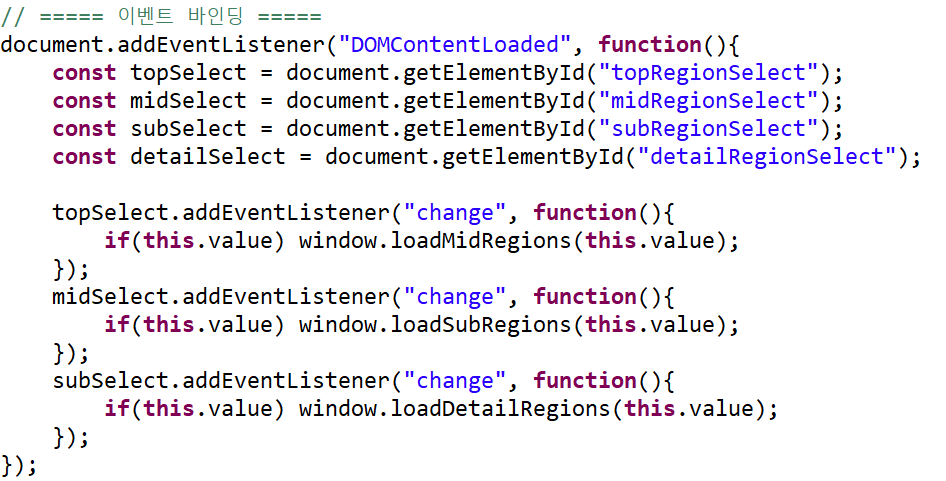 // ===== 이벤트 바인딩 =====
document.addEventListener("DOMContentLoaded", function(){
    const topSelect = document.getElementById("topRegionSelect");
    const midSelect = document.getElementById("midRegionSelect");
    const subSelect = document.getElementById("subRegionSelect");
    const detailSelect = document.getElementById("detailRegionSelect");

    topSelect.addEventListener("change", function(){
        if(this.value) window.loadMidRegions(this.value);
    });
    midSelect.addEventListener("change", function(){
        if(this.value) window.loadSubRegions(this.value);
    });
    subSelect.addEventListener("change", function(){
        if(this.value) window.loadDetailRegions(this.value);
    });
});